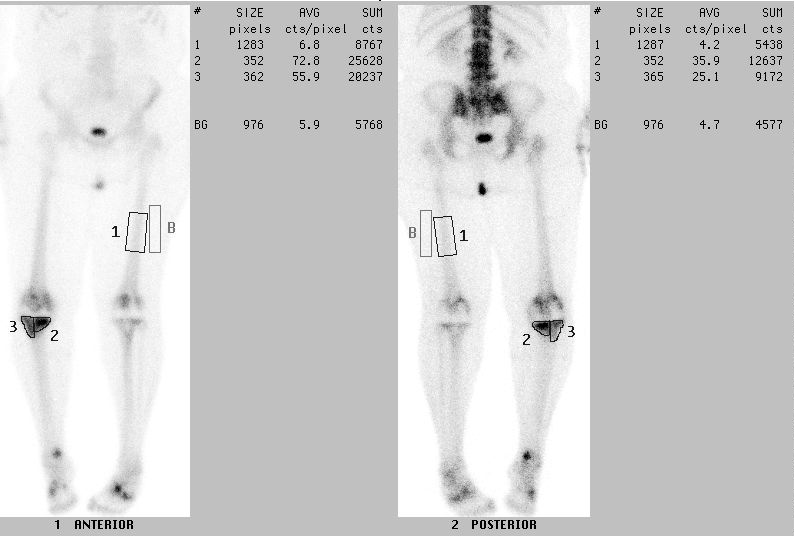 # SIZE AVG SUM
pixels cts/pixel cts
1 1283 6.8 8767
2 352 72.8 25628
3 362 55.9 20237
BG 976 5.9 5768
1 B
3 2
1 ANTERIOR
# SIZE AVG SUM
pixels cts/pixel cts
1 1287 4.2 5438
2 352 35.9 12637
3 365 25.1 9172
BG 976 4.7 4577
B 1
2 3
2 POSTERIOR